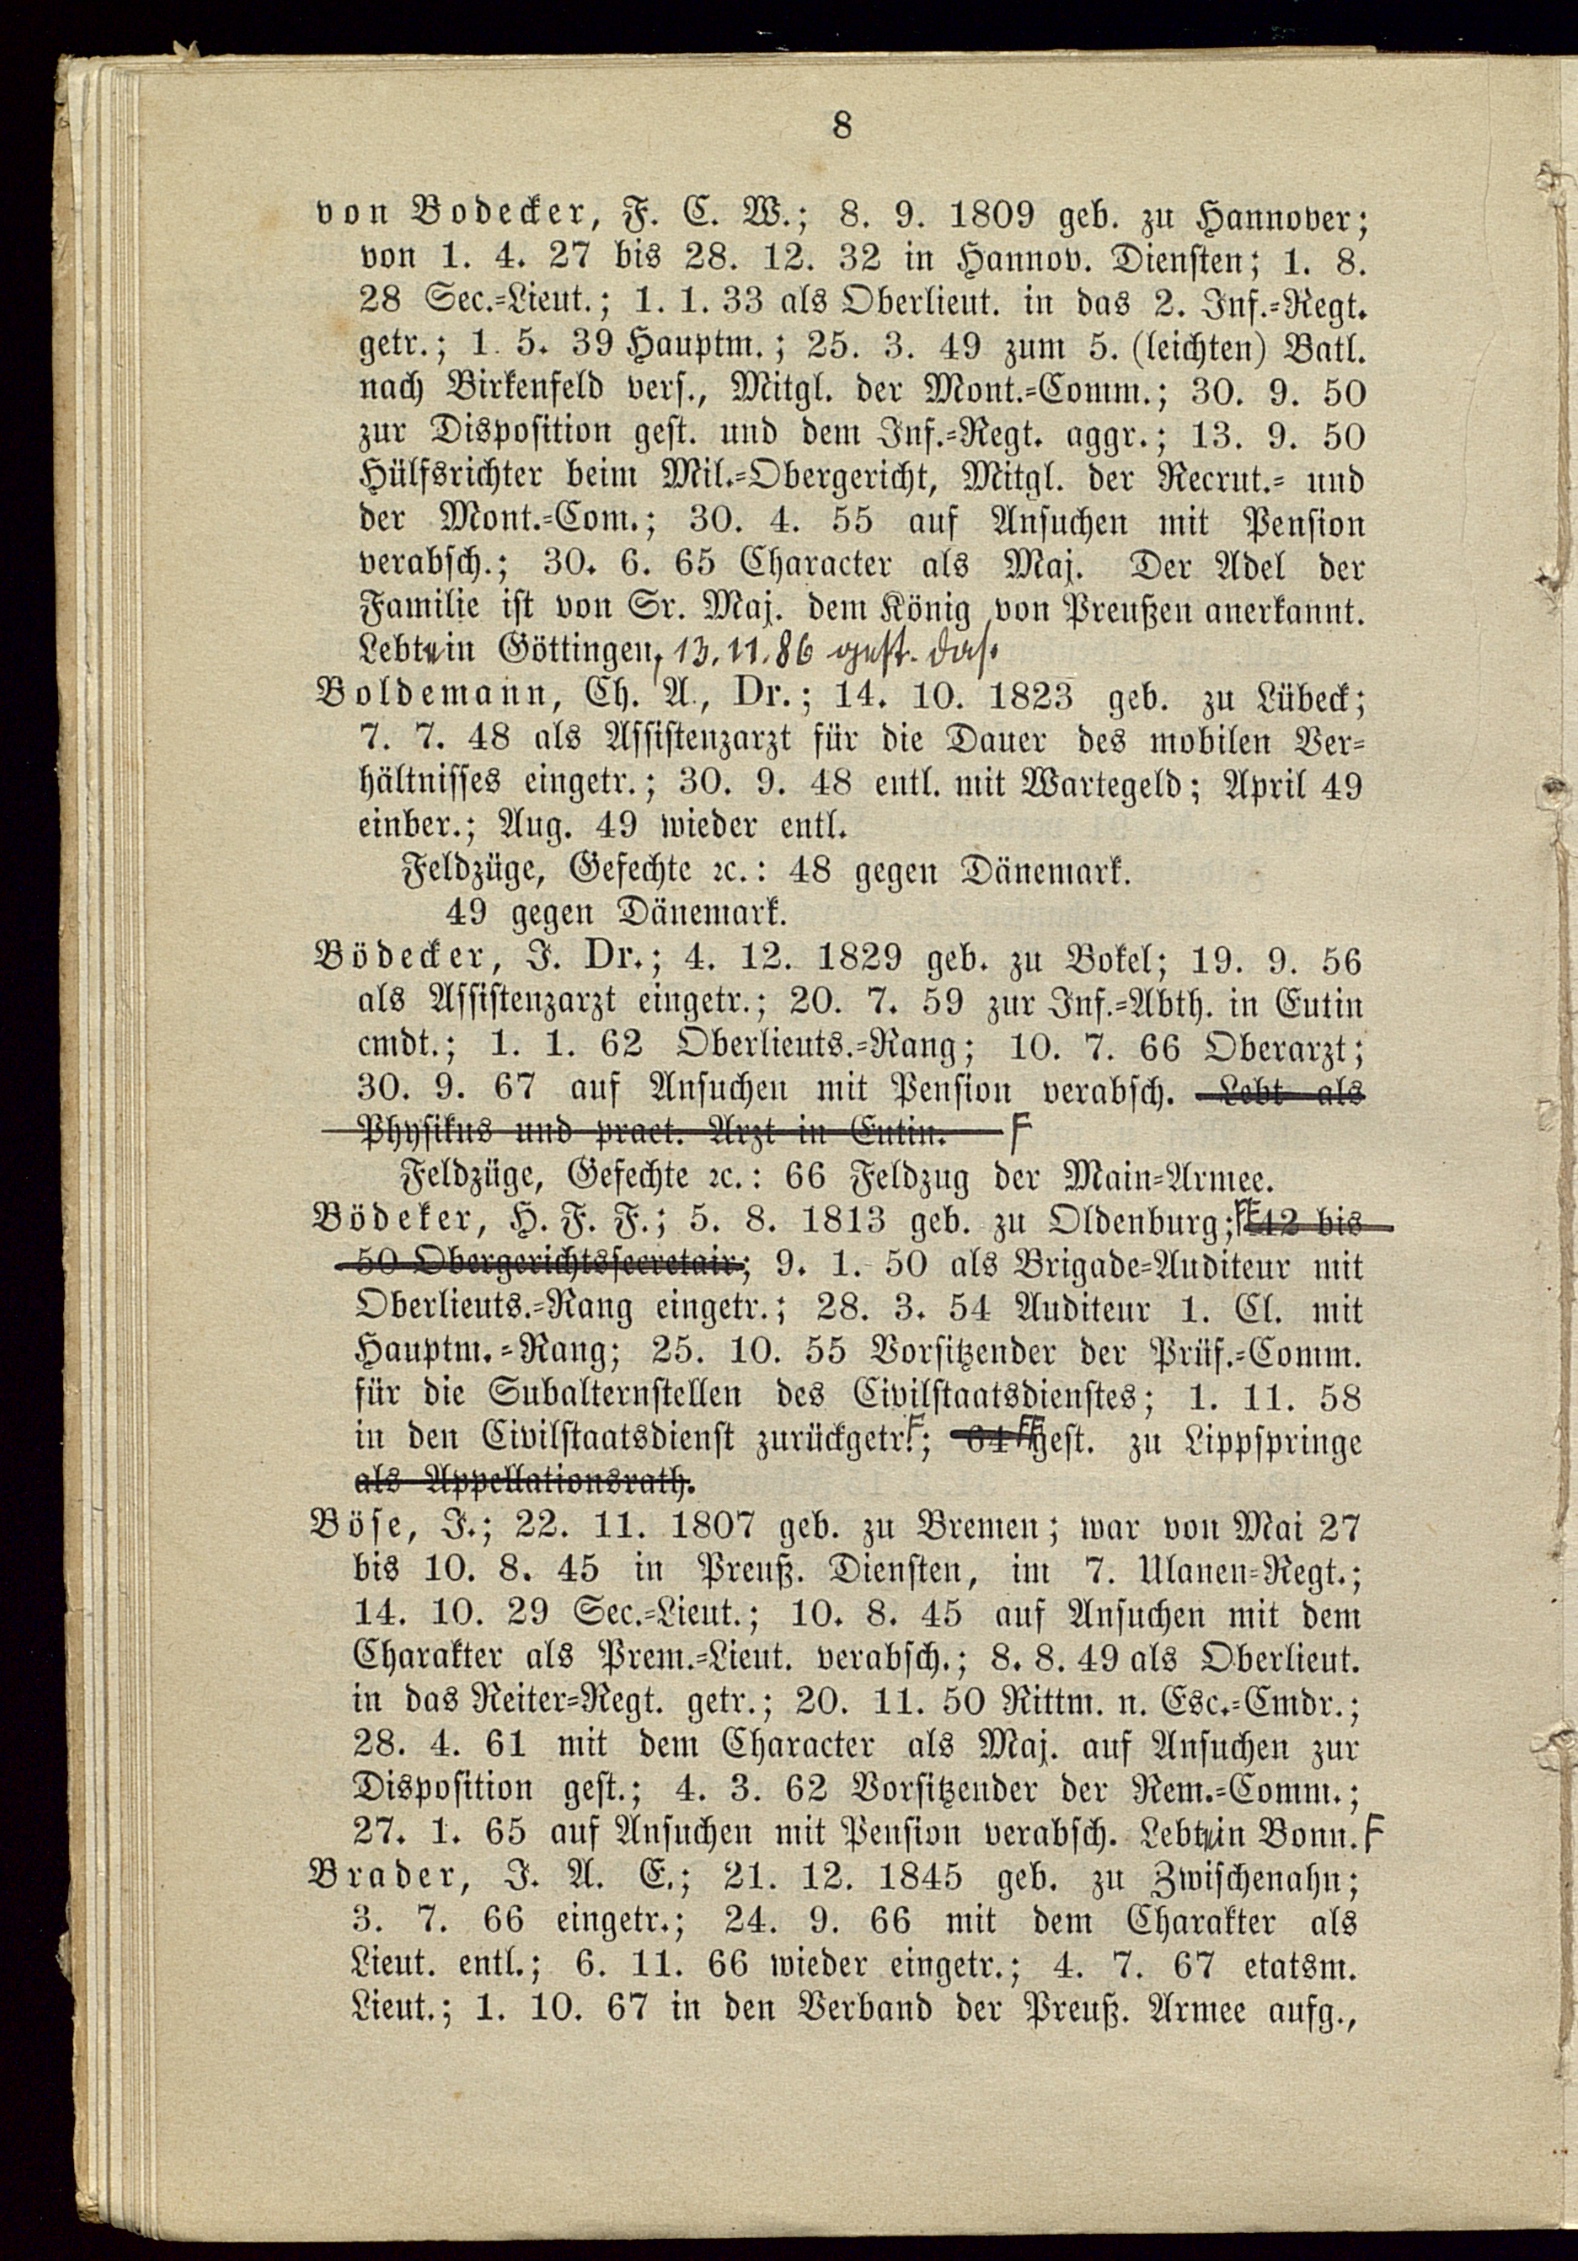 8
von Bodecker, F. C. W.; 8. 9. 1809 geb. zu Hannover;
von 1. 4. 27 bis 28. 12. 32 in Hannov. Diensten; 1. 8.
28 Sec.-Lieut.; 1. 1. 33 als Oberlieut. in das 2. Inf.-Regt.
getr.; 1. 5. 39 Hauptm.; 25. 3. 49 zum 5. (leichten) Batl.
nach Birkenfeld vers., Mitgl. der Mont.-Comm.; 30. 9. 50
zur Disposition gest. und dem Inf.-Regt. aggr.; 13. 9. 50
Hülfsrichter beim Mil.-Obergericht, Mitgl. der Recrut.- und
der Mont.-Com.; 30. 4. 55 auf Ansuchen mit Pension
verabsch.; 30. 6. 65 Character als Maj. Der Adel der
Familie ist von Sr. Maj. dem König von Preußen anerkannt.
Lebte in Göttingen, 13. 11. 86 gest. das.
Boldemann, Ch. A., Dr.; 14. 10. 1823 geb. zu Lübeck;
7. 7. 48 als Assistenzarzt für die Dauer des mobilen Ver-
hältnisses eingetr.; 30. 9. 48 entl. mit Wartegeld; April 49
einber.; Aug. 49 wieder entl.
Feldzüge, Gefechte ꝛc.: 48 gegen Dänemark.
49 gegen Dänemark.
Bödecker, J. Dr.; 4. 12. 1829 geb. zu Bokel; 19. 9. 56
als Assistenzarzt eingetr.; 20. 7. 59 zur Inf.-Abth. in Eutin
cmdt.; 1. 1. 62 Oberlieuts.-Rang; 10. 7. 66 Oberarzt;
30. 9. 67 auf Ansuchen mit Pension verabsch. Lebt als
Physikus und pract. Arzt in Eutin. F
Feldzüge, Gefechte ꝛc.: 66 Feldzug der Main-Armee.
Bödeker, H. F. F.; 5. 8. 1813 geb. zu Oldenburg; FF 42 bis
50 Obergerichtssecretair; 9. 1. 50 als Brigade-Auditeur mit
Oberlieuts.-Rang eingetr.; 28. 3. 54 Auditeur 1. Cl. mit
Hauptm.-Rang; 25. 10. 55 Vorsitzender der Prüf.-Comm.
für die Subalternstellen des Civilstaatsdienstes; 1. 11. 58
in den Civilstaatsdienst zurückgetr. F; 64 FF gest. zu Lippspringe
als Appellationsrath.
Böse, J.; 22. 11. 1807 geb. zu Bremen; war von Mai 27
bis 10. 8. 45 in Preuß. Diensten, im 7. Ulanen-Regt.;
14. 10. 29 Sec.-Lieut.; 10. 8. 45 auf Ansuchen mit dem
Charakter als Prem.-Lieut. verabsch.; 8. 8. 49 als Oberlieut.
in das Reiter-Regt. getr.; 20. 11. 50 Rittm. n. Esc.-Cmdr.;
28. 4. 61 mit dem Character als Maj. auf Ansuchen zur
Disposition gest.; 4. 3. 62 Vorsitzender der Rem.-Comm.;
27. 1. 65 auf Ansuchen mit Pension verabsch. Lebte in Bonn. F
Brader, J. A. E.; 21. 12. 1845 geb. zu Zwischenahn;
3. 7. 66 eingetr.; 24. 9. 66 mit dem Charakter als
Lieut. entl.; 6. 11. 66 wieder eingetr.; 4. 7. 67 etatsm.
Lieut.; 1. 10. 67 in den Verband der Preuß. Armee aufg.,